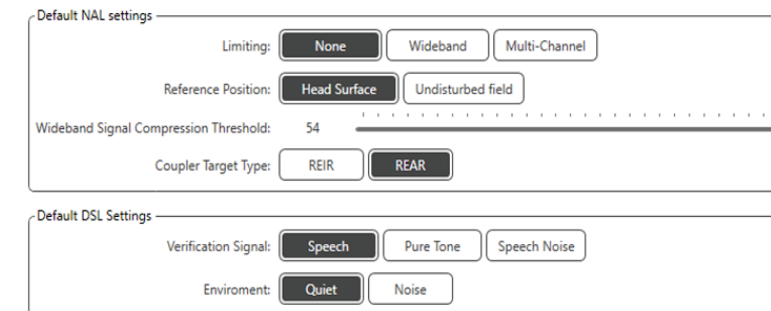 Default NAL settings
Limiting: None Wideband Multi-Channel
Reference Position: Head Surface Undisturbed field
Wideband Signal Compression Threshold: 54
Coupler Target Type: REIR REAR
Default DSL Settings
Verification Signal: Speech Pure Tone Speech Noise
Enviroment: Quiet Noise